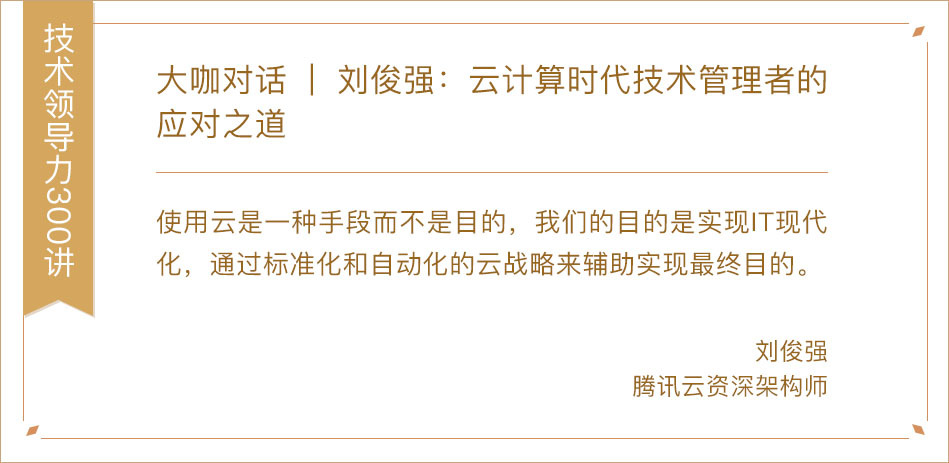 技术领导力300讲
大咖对话 | 刘俊强：云计算时代技术管理者的
应对之道
使用云是一种手段而不是目的，我们的目的是实现IT现代
化，通过标准化和自动化的云战略来辅助实现最终目的。
刘俊强
腾讯云资深架构师